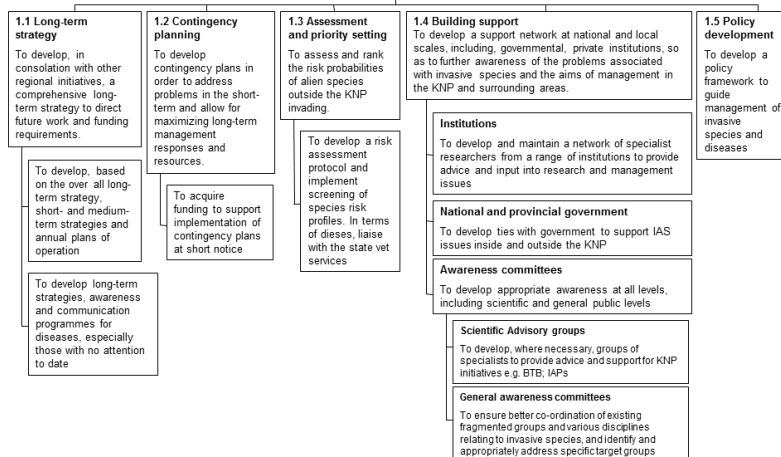 1.1 Long-term
strategy
To develop, in
consolation with other
regional initiatives, a
comprehensive long-
term strategy to direct
future work and funding
requirements.
To develop, based
on the over all long-
term strategy,
short- and medium-
term strategies and
annual plans of
operation
To develop long-term
strategies, awareness
and communication
programmes for
diseases, especially
those with no attention
to date
1.2 Contingency
planning
To develop
contingency plans in
order to address
problems in the short-
term and allow for
maximizing long-term
management
responses and
resources.
To acquire
funding to support
implementation of
contingency plans
at short notice
1.3 Assessment
and priority setting
To assess and rank
the risk probabilities
of alien species
outside the KNP
invading.
To develop a risk
assessment
protocol and
implement
screening of
species risk
profiles. In terms
of dieses, liaise
with the state vet
services
1.4 Building support
To develop a support network at national and local
scales, including, governmental, private institutions, so
as to further awareness of the problems associated
with invasive species and the aims of management in
the KNP and surrounding areas.
Institutions
To develop and maintain a network of specialist
researchers from a range of institutions to provide
advice and input into research and management
issues
National and provincial government
To develop ties with government to support IAS
issues inside and outside the KNP
Awareness committees
To develop appropriate awareness at all levels,
including scientific and general public levels
Scientific Advisory groups
To develop, where necessary, groups of
specialists to provide advice and support for KNP
initiatives e.g. BTB; IAPs
General awareness committees
To ensure better co-ordination of existing
fragmented groups and various disciplines
relating to invasive species, and identify and
appropriately address specific target groups
1.5 Policy
development
To develop a
policy
framework to
guide
management of
invasive
species and
diseases